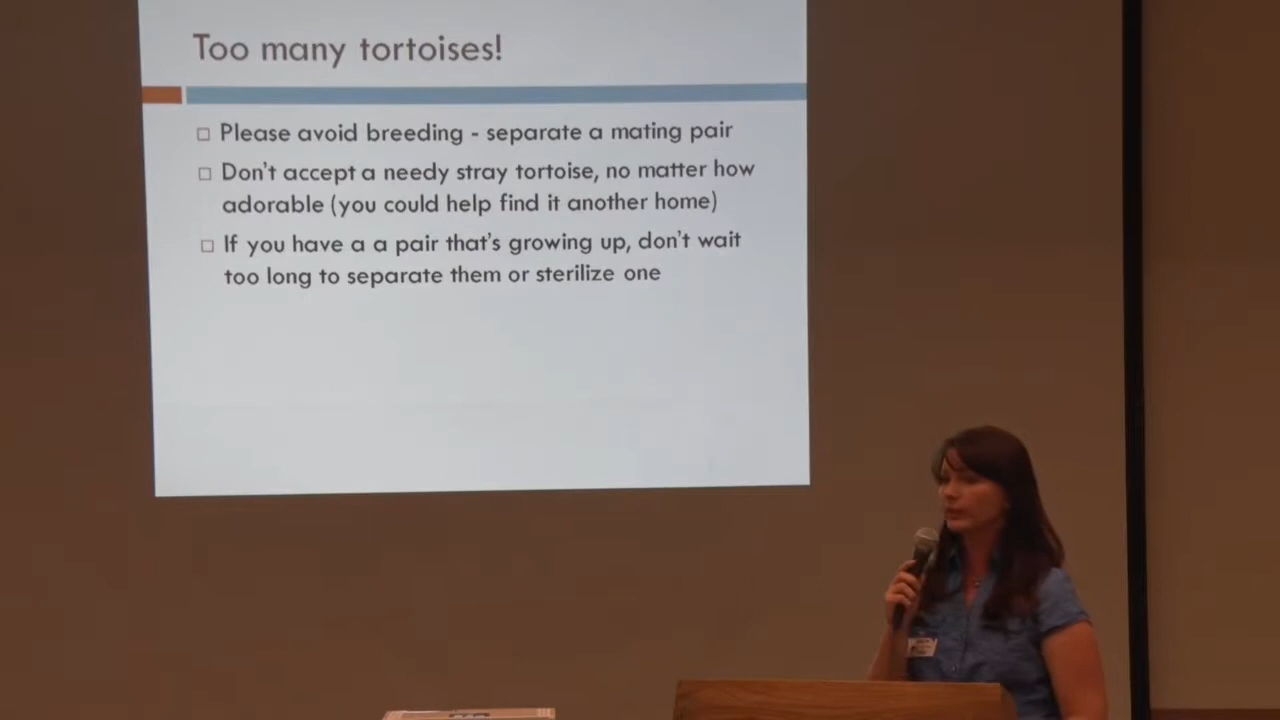 Too many tortoises!
Please avoid breeding - separate a mating pair
Don't accept a needy stray tortoise, no matter how
adorable (you could help find it another home)
If you have a a pair that's growing up, don't wait
too long to separate them or sterilize one